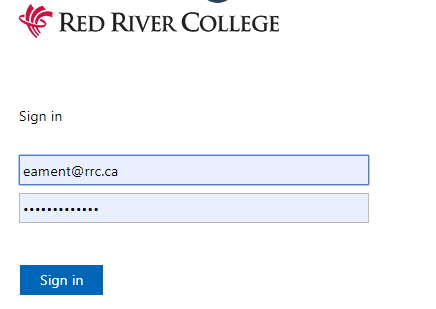 RED RIVER COLLEGE
Sign in
eament@rrc.ca
•••••••••••••
Sign in